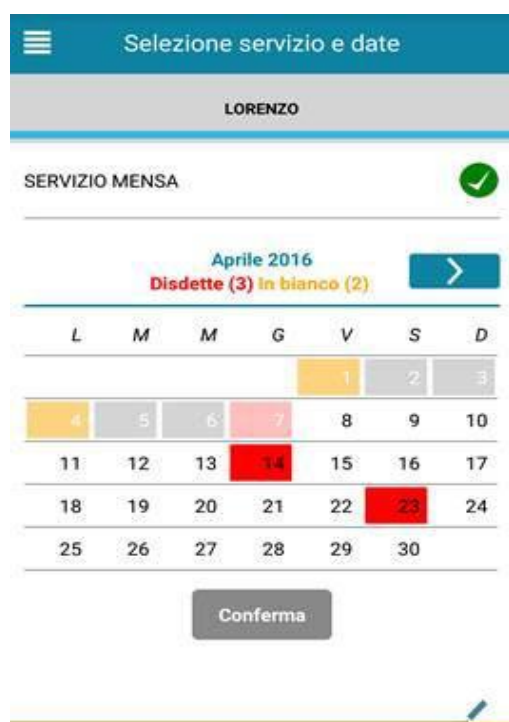 Selezione servizio e date
LORENZO
SERVIZIO MENSA
Aprile 2016
Disdette (3) In bianco (2)
L M M G V S D
1 2 3
4 5 6 7 8 9 10
11 12 13 14 15 16 17
18 19 20 21 22 23 24
25 26 27 28 29 30
Conferma